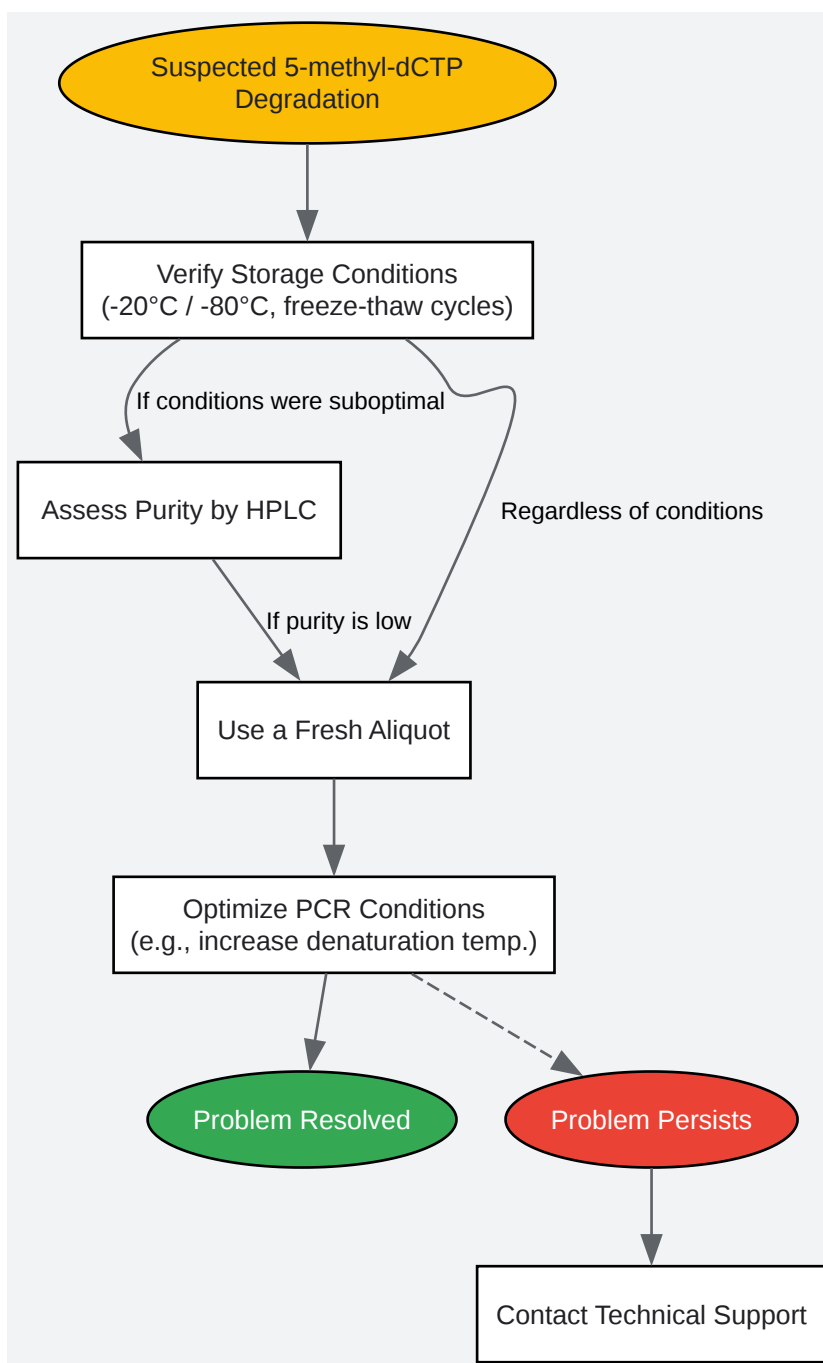 Suspected 5-methyl-dCTP
Degradation
Verify Storage Conditions
(-20°C / -80°C, freeze-thaw cycles)
If conditions were suboptimal
Assess Purity by HPLC
Regardless of conditions
If purity is low
Use a Fresh Aliquot
Optimize PCR Conditions
(e.g., increase denaturation temp.)
Problem Resolved
Problem Persists
Contact Technical Support